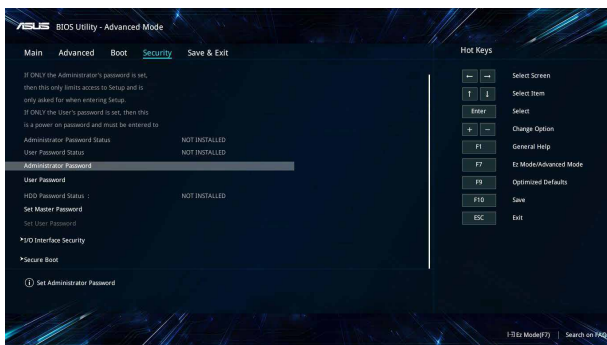 ASUS BIOS Utility - Advanced Mode
Main Advanced Boot Security Save & Exit
If ONLY the Administrator's password is set,
then this only limits access to Setup and is
only asked for when entering Setup.
If ONLY the User's password is set, then this
is a power on password and must be entered to
Administrator Password Status NOT INSTALLED
User Password Status NOT INSTALLED
Administrator Password
User Password
HDD Password Status : NOT INSTALLED
Set Master Password
Set User Password
>I/O Interface Security
>Secure Boot
i Set Administrator Password
Hot Keys
← → Select Screen
↑ ↓ Select Item
Enter Select
+ - Change Option
F1 General Help
F7 Ez Mode/Advanced Mode
F9 Optimized Defaults
F10 Save
ESC Exit
Ez Mode(F7) | Search on FAQ